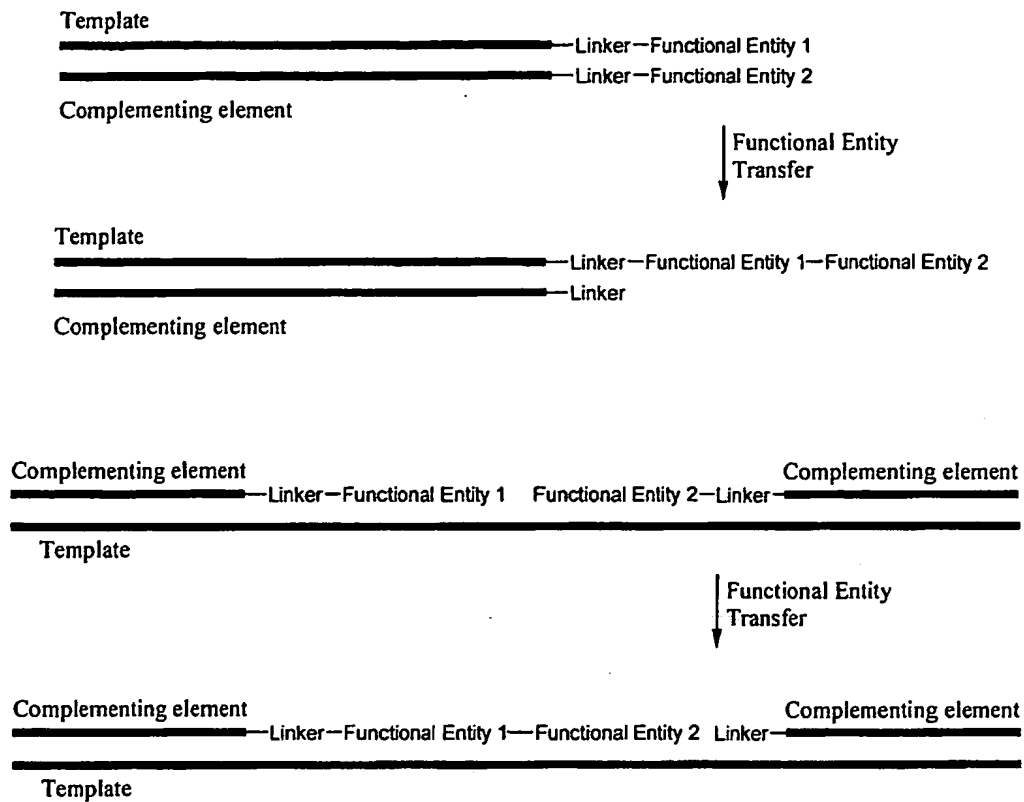 Template
Linker—Functional Entity 1
Linker—Functional Entity 2
Complementing element
Functional Entity
Transfer
Template
Linker—Functional Entity 1—Functional Entity 2
Linker
Complementing element
Complementing element Complementing element
Linker—Functional Entity 1 Functional Entity 2—Linker
Template
Functional Entity
Transfer
Complementing element Complementing element
Linker—Functional Entity 1—Functional Entity 2 Linker
Template